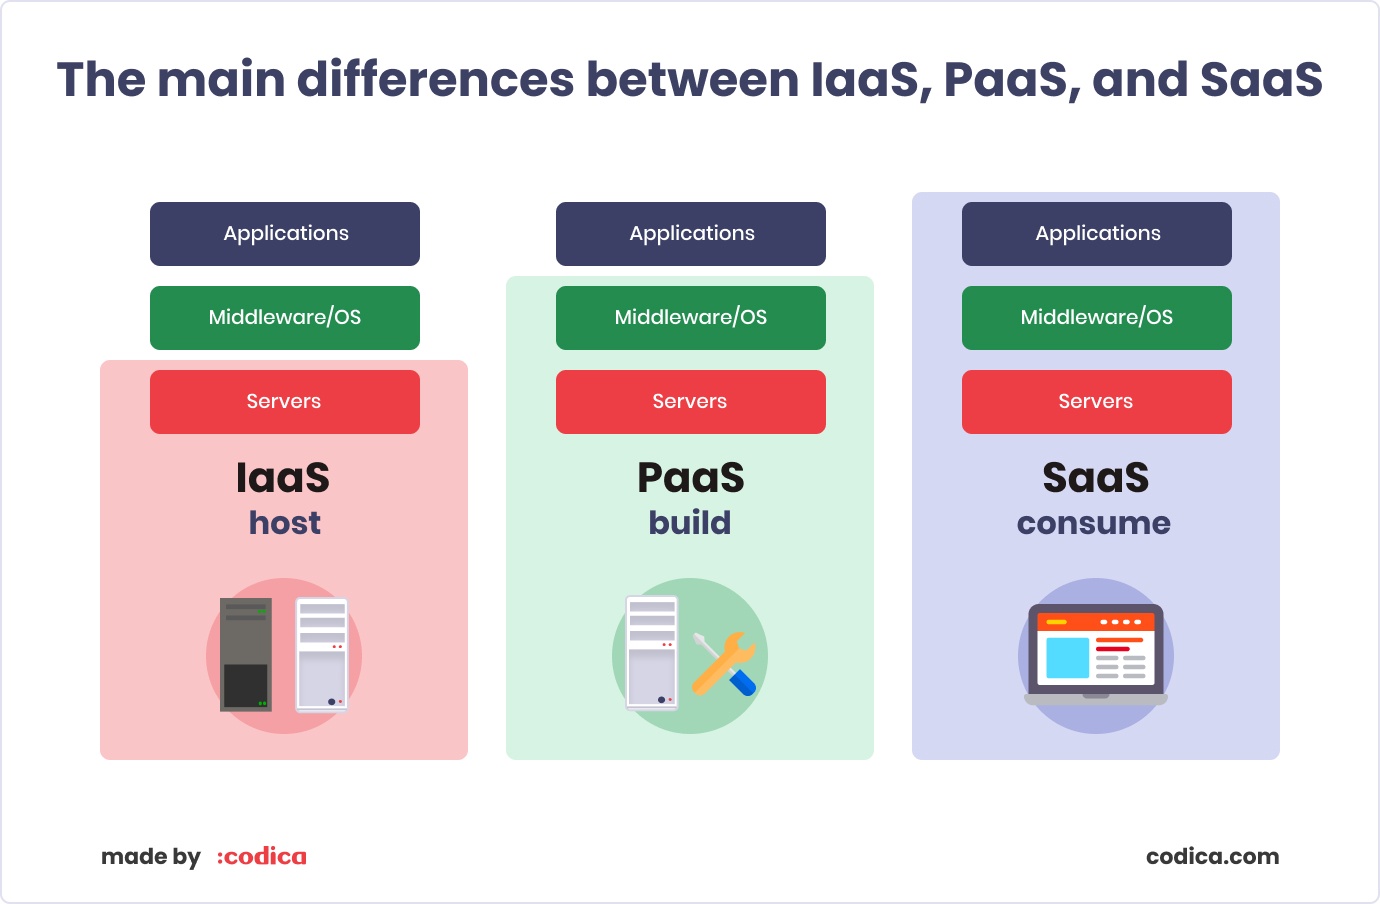 The main differences between IaaS, PaaS, and SaaS
Applications
Middleware/OS
Servers
IaaS
host
Applications
Middleware/OS
Servers
PaaS
build
Applications
Middleware/OS
Servers
SaaS
consume
made by :codica
codica.com